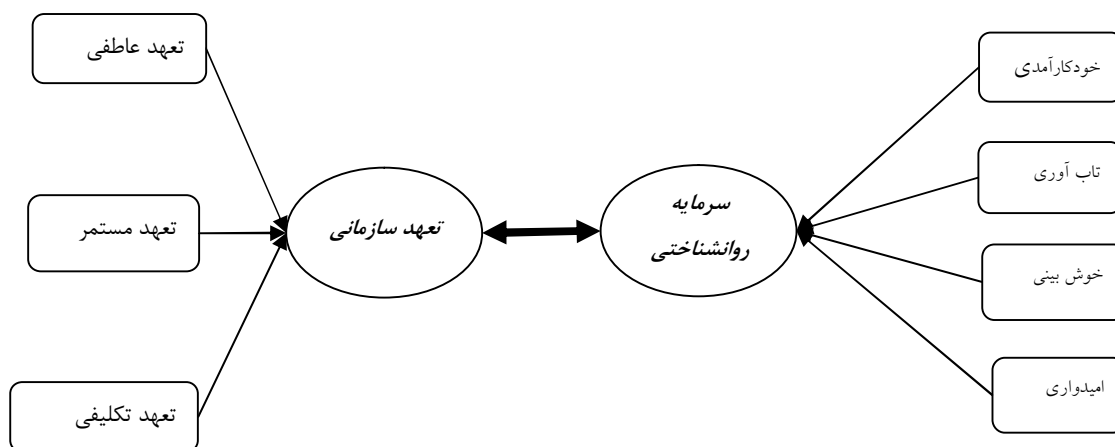 خودکارآمدی
تاب آوری
خوش بینی
امیدواری
سرمایه
روانشناختی
تعهد سازمانی
تعهد عاطفی
تعهد مستمر
تعهد تکلیفی